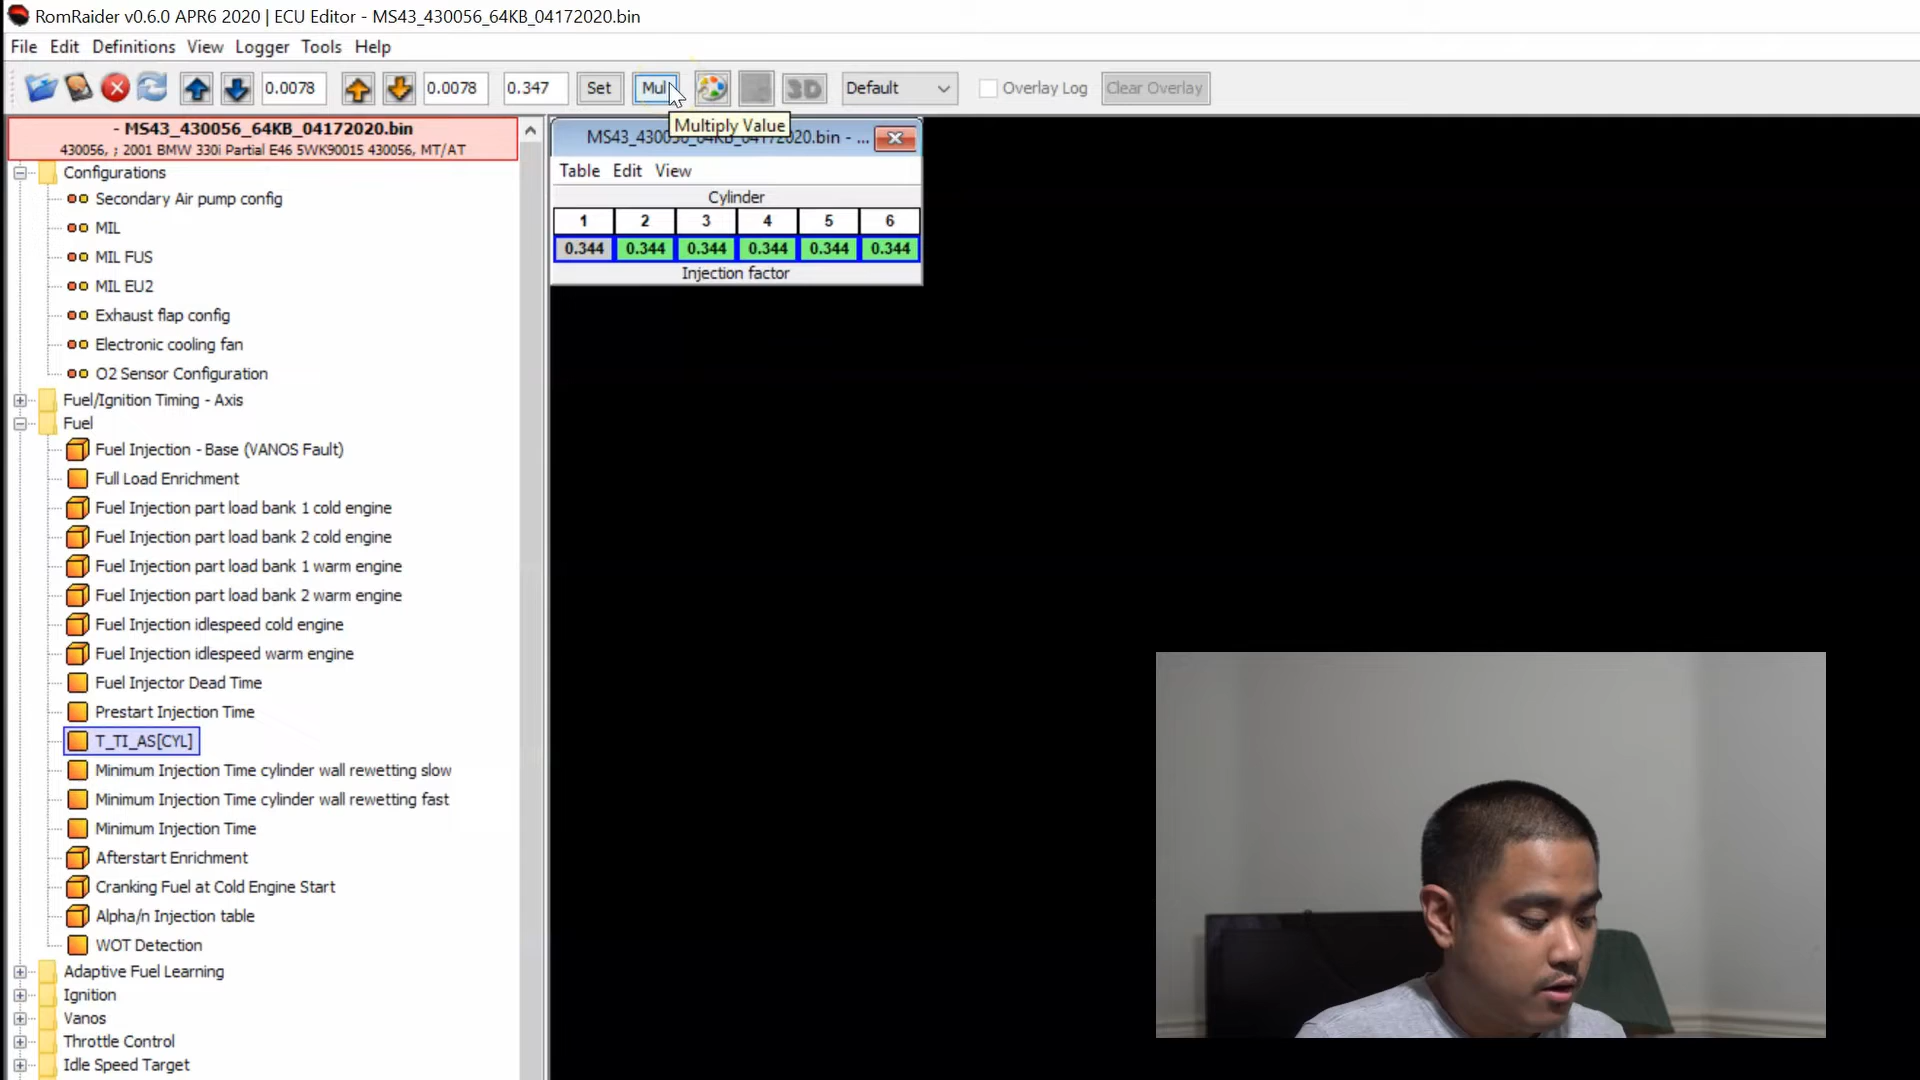 RomRaider v0.6.0 APR6 2020 | ECU Editor - MS43_430056_64KB_04172020.bin
File Edit Definitions View Logger Tools Help
0.0078 0.0078 0.347 Set Mul 3D Default Overlay Log Clear Overlay
Multiply Value
- MS43_430056_64KB_04172020.bin
430056, ; 2001 BMW 330i Partial E46 5WK90015 430056, MT/AT
Configurations
Secondary Air pump config
MIL
MIL FUS
MIL EU2
Exhaust flap config
Electronic cooling fan
O2 Sensor Configuration
Fuel/Ignition Timing - Axis
Fuel
Fuel Injection - Base (VANOS Fault)
Full Load Enrichment
Fuel Injection part load bank 1 cold engine
Fuel Injection part load bank 2 cold engine
Fuel Injection part load bank 1 warm engine
Fuel Injection part load bank 2 warm engine
Fuel Injection idlespeed cold engine
Fuel Injection idlespeed warm engine
Fuel Injector Dead Time
Prestart Injection Time
T_TI_AS[CYL]
Minimum Injection Time cylinder wall rewetting slow
Minimum Injection Time cylinder wall rewetting fast
Minimum Injection Time
Afterstart Enrichment
Cranking Fuel at Cold Engine Start
Alpha/n Injection table
WOT Detection
Adaptive Fuel Learning
Ignition
Vanos
Throttle Control
Idle Speed Target
MS43_430056_64KB_04172020.bin - ...
Table Edit View
Cylinder
1 2 3 4 5 6
0.344 0.344 0.344 0.344 0.344 0.344
Injection factor